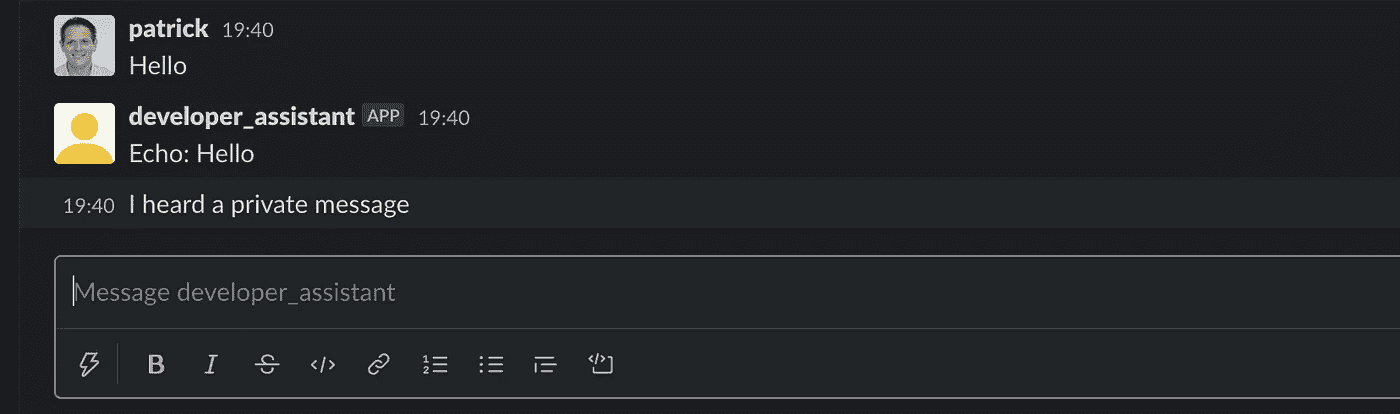 patrick 19:40
Hello
developer_assistant APP 19:40
Echo: Hello
19:40 I heard a private message
Message developer_assistant